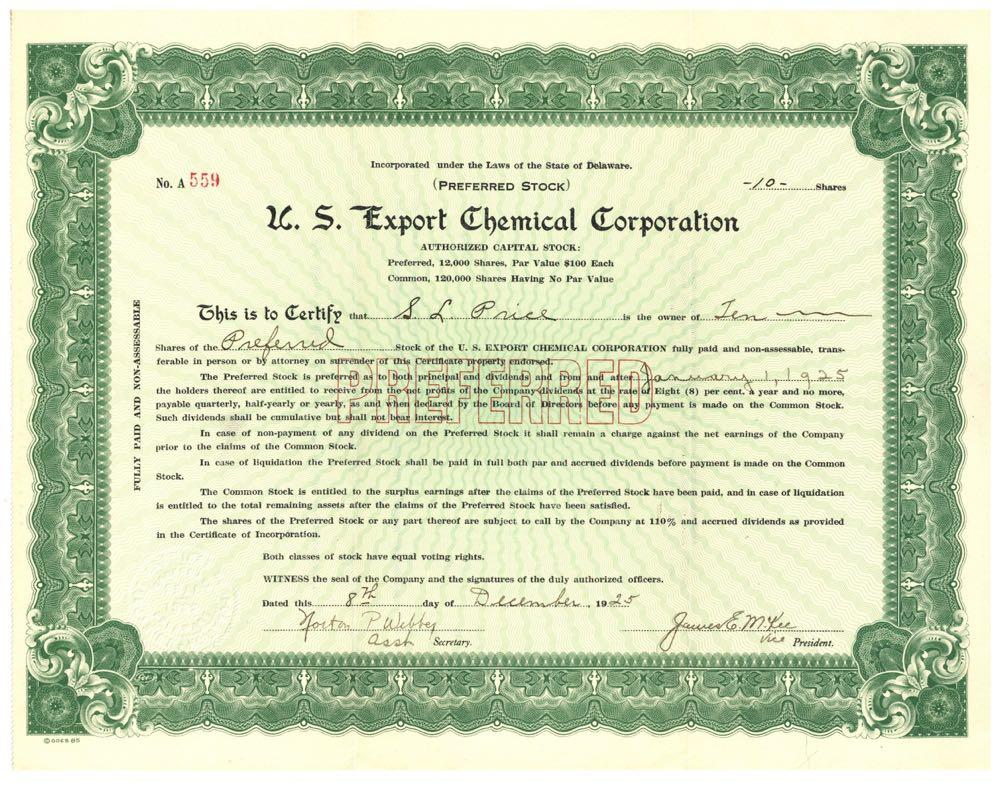 Incorporated under the Laws of the State of Delaware.
No. A 559
(PREFERRED STOCK)
-10- Shares
U. S. Export Chemical Corporation
AUTHORIZED CAPITAL STOCK:
Preferred, 12,000 Shares, Par Value $100 Each
Common, 120,000 Shares Having No Par Value
This is to Certify that S. L. Price is the owner of Ten
Shares of the Preferred Stock of the U. S. EXPORT CHEMICAL CORPORATION fully paid and non-assessable, trans-
ferable in person or by attorney on surrender of this Certificate properly endorsed.
PREFERRED
The Preferred Stock is preferred as to both principal and dividends and from and after January 1, 1925
the holders thereof are entitled to receive from the net profits of the Company dividends at the rate of Eight (8) per cent. a year and no more,
payable quarterly, half-yearly or yearly, as and when declared by the Board of Directors before any payment is made on the Common Stock.
Such dividends shall be cumulative but shall not bear interest.
In case of non-payment of any dividend on the Preferred Stock it shall remain a charge against the net earnings of the Company
prior to the claims of the Common Stock.
In case of liquidation the Preferred Stock shall be paid in full both par and accrued dividends before payment is made on the Common
Stock.
The Common Stock is entitled to the surplus earnings after the claims of the Preferred Stock have been paid, and in case of liquidation
is entitled to the total remaining assets after the claims of the Preferred Stock have been satisfied.
The shares of the Preferred Stock or any part thereof are subject to call by the Company at 110% and accrued dividends as provided
in the Certificate of Incorporation.
Both classes of stock have equal voting rights.
WITNESS the seal of the Company and the signatures of the duly authorized officers.
Dated this 8th day of December, 1925
Norton P. Webber
Asst Secretary.
James E. McKee
Vice President.
FULLY PAID AND NON-ASSESSABLE
© GOES 85